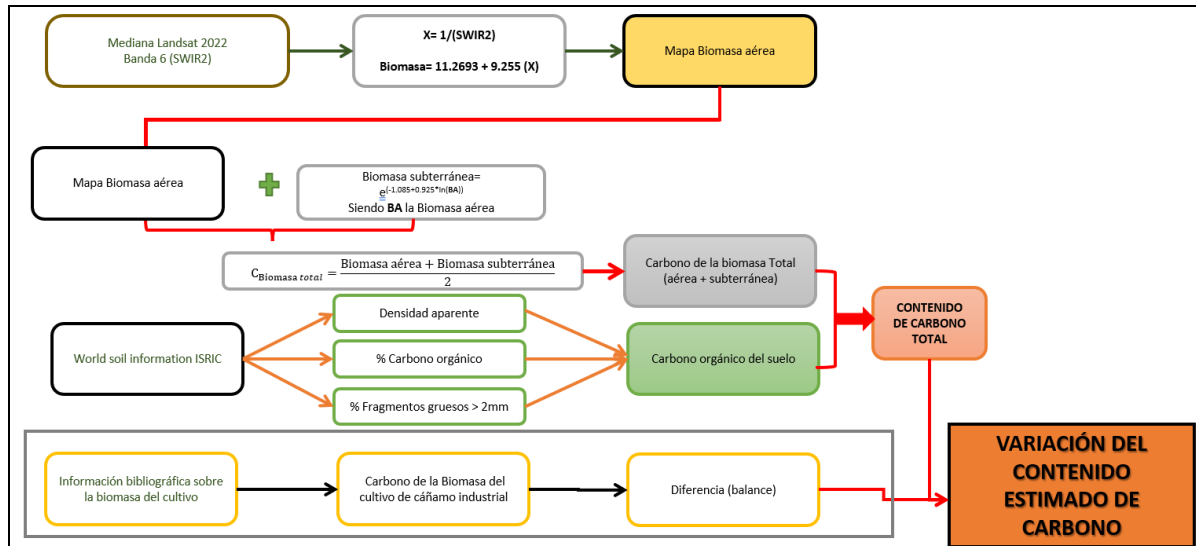 Mediana Landsat 2022
Banda 6 (SWIR2)
X= 1/(SWIR2)
Biomasa= 11.2693 + 9.255 (X)
Mapa Biomasa aérea
Mapa Biomasa aérea
Biomasa subterránea=
e(-1.085+0.925*ln(BA))
Siendo BA la Biomasa aérea
C Biomasa total = Biomasa aérea + Biomasa subterránea
2
Carbono de la biomasa Total
(aérea + subterránea)
Densidad aparente
World soil information ISRIC
% Carbono orgánico
Carbono orgánico del suelo
% Fragmentos gruesos > 2mm
CONTENIDO
DE CARBONO
TOTAL
Información bibliográfica sobre
la biomasa del cultivo
Carbono de la Biomasa del
cultivo de cáñamo industrial
Diferencia (balance)
VARIACIÓN DEL
CONTENIDO
ESTIMADO DE
CARBONO